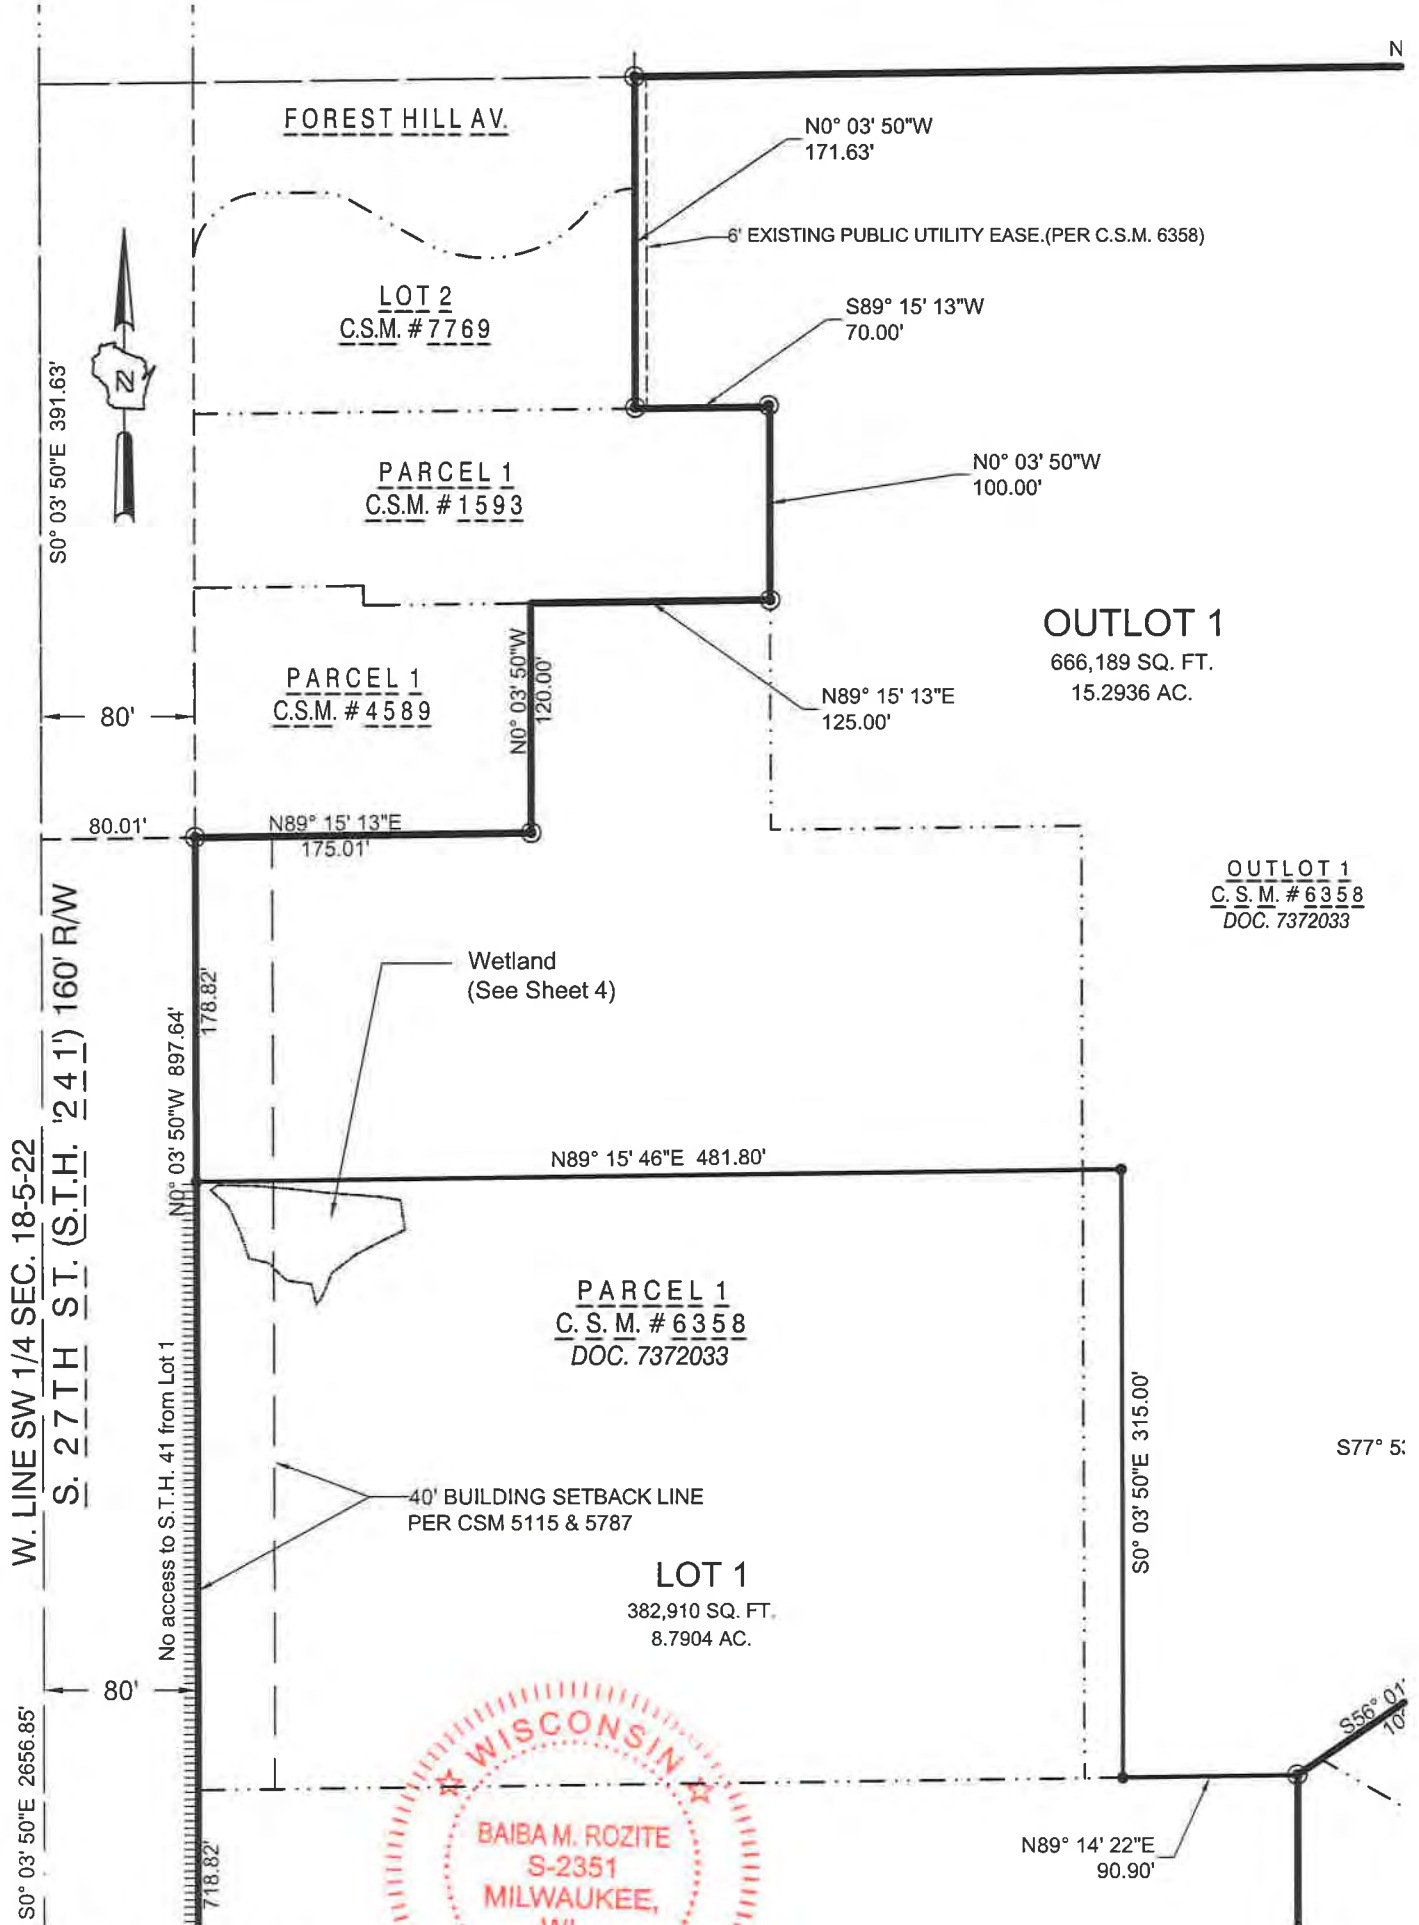 N
FOREST HILL AV.
N0° 03' 50"W
171.63'
6' EXISTING PUBLIC UTILITY EASE.(PER C.S.M. 6358)
LOT 2
C.S.M. # 7769
S89° 15' 13"W
70.00'
S0° 03' 50"E 391.63'
N
PARCEL 1
C.S.M. # 1593
N0° 03' 50"W
100.00'
OUTLOT 1
666,189 SQ. FT.
15.2936 AC.
PARCEL 1
C.S.M. # 4589
N0° 03' 50"W
120.00'
N89° 15' 13"E
125.00'
80'
80.01'
N89° 15' 13"E
175.01'
OUTLOT 1
C. S. M. # 6358
DOC. 7372033
Wetland
(See Sheet 4)
178.82'
N0° 03' 50"W 897.64'
W. LINE SW 1/4 SEC. 18-5-22
S. 27TH ST. (S.T.H. '241') 160' R/W
N89° 15' 46"E 481.80'
PARCEL 1
C. S. M. # 6358
DOC. 7372033
No access to S.T.H. 41 from Lot 1
S0° 03' 50"E 315.00'
S77° 53
40' BUILDING SETBACK LINE
PER CSM 5115 & 5787
LOT 1
382,910 SQ. FT.
8.7904 AC.
80'
S0° 03' 50"E 2656.85'
718.82'
S56° 01'
10
WISCONSIN
BAIBA M. ROZITE
S-2351
MILWAUKEE,
WI
N89° 14' 22"E
90.90'